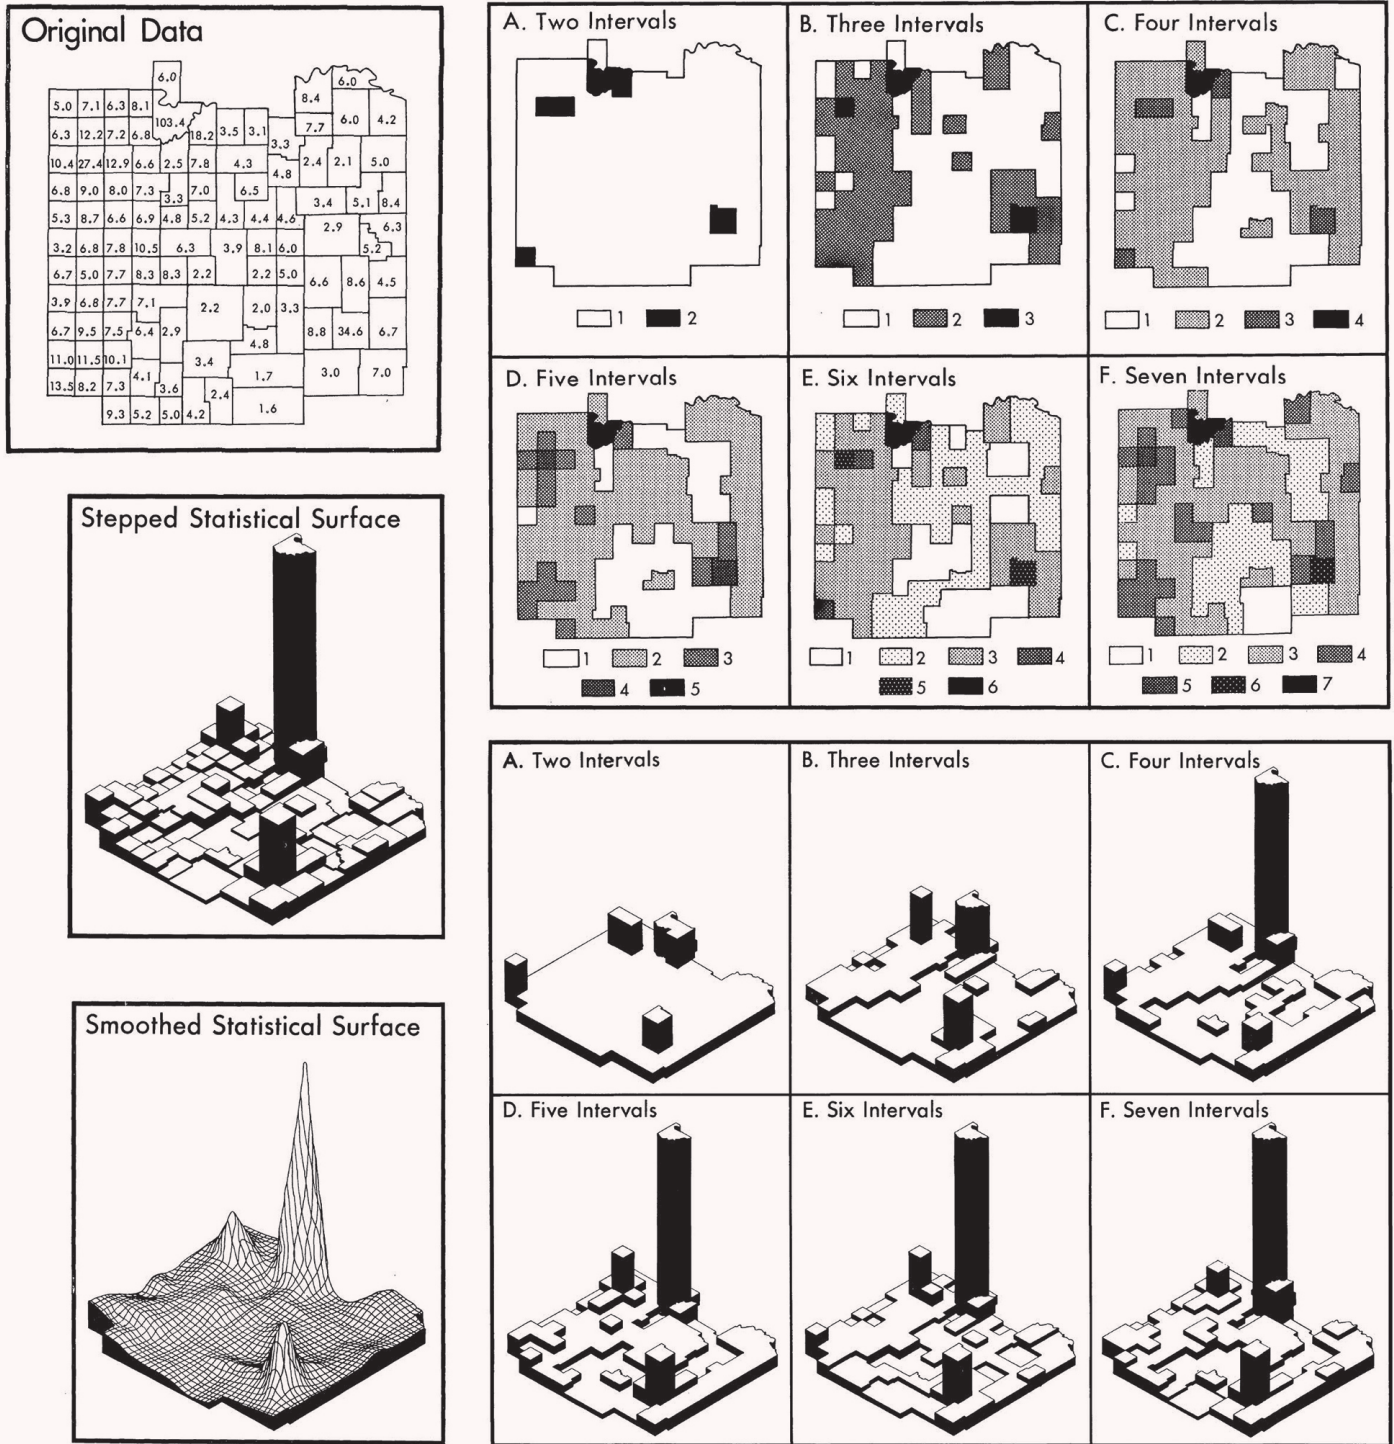 Original Data
6.0
6.0
8.4
5.0 7.1 6.3 8.1
103.4
6.0 4.2
6.3 12.2 7.2 6.8 18.2 3.5 3.1 7.7
3.3
10.4 27.4 12.9 6.6 2.5 7.8 4.3 2.4 2.1 5.0
4.8
6.8 9.0 8.0 7.3 7.0 6.5
3.3 3.4 5.1 8.4
5.3 8.7 6.6 6.9 4.8 5.2 4.3 4.4 4.6
2.9 6.3
3.2 6.8 7.8 10.5 6.3 3.9 8.1 6.0 5.2
6.7 5.0 7.7 8.3 8.3 2.2 2.2 5.0
6.6 8.6 4.5
3.9 6.8 7.7 7.1 2.2 2.0 3.3
6.7 9.5 7.5 6.4 2.9 8.8 34.6 6.7
4.8
11.0 11.5 10.1 3.4
4.1 1.7 3.0 7.0
13.5 8.2 7.3 3.6 2.4
9.3 5.2 5.0 4.2 1.6
A. Two Intervals
1 2
B. Three Intervals
1 2 3
C. Four Intervals
1 2 3 4
D. Five Intervals
1 2 3
4 5
E. Six Intervals
1 2 3 4
5 6
F. Seven Intervals
1 2 3 4
5 6 7
Stepped Statistical Surface
Smoothed Statistical Surface
A. Two Intervals
B. Three Intervals
C. Four Intervals
D. Five Intervals
E. Six Intervals
F. Seven Intervals